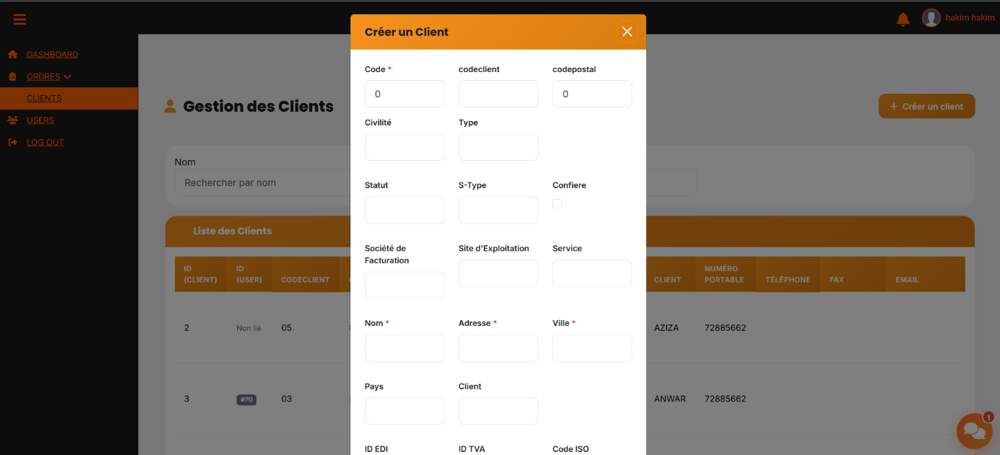 hakim hakim
DASHBOARD
ORDRES
CLIENTS
USERS
LOG OUT
Gestion des Clients
+ Créer un client
Nom
Rechercher par nom
Liste des Clients
ID (CLIENT)
ID (USER)
CODECLIENT
CLIENT
NUMÉRO PORTABLE
TÉLÉPHONE
FAX
EMAIL
2
Non lié
05
AZIZA
72885662
3
#70
03
ANWAR
72885662
1
Créer un Client
Code *
codeclient
codepostal
0
0
Civilité
Type
Statut
S-Type
Confiere
Société de
Facturation
Site d'Exploitation
Service
Nom *
Adresse *
Ville *
Pays
Client
ID EDI
ID TVA
Code ISO